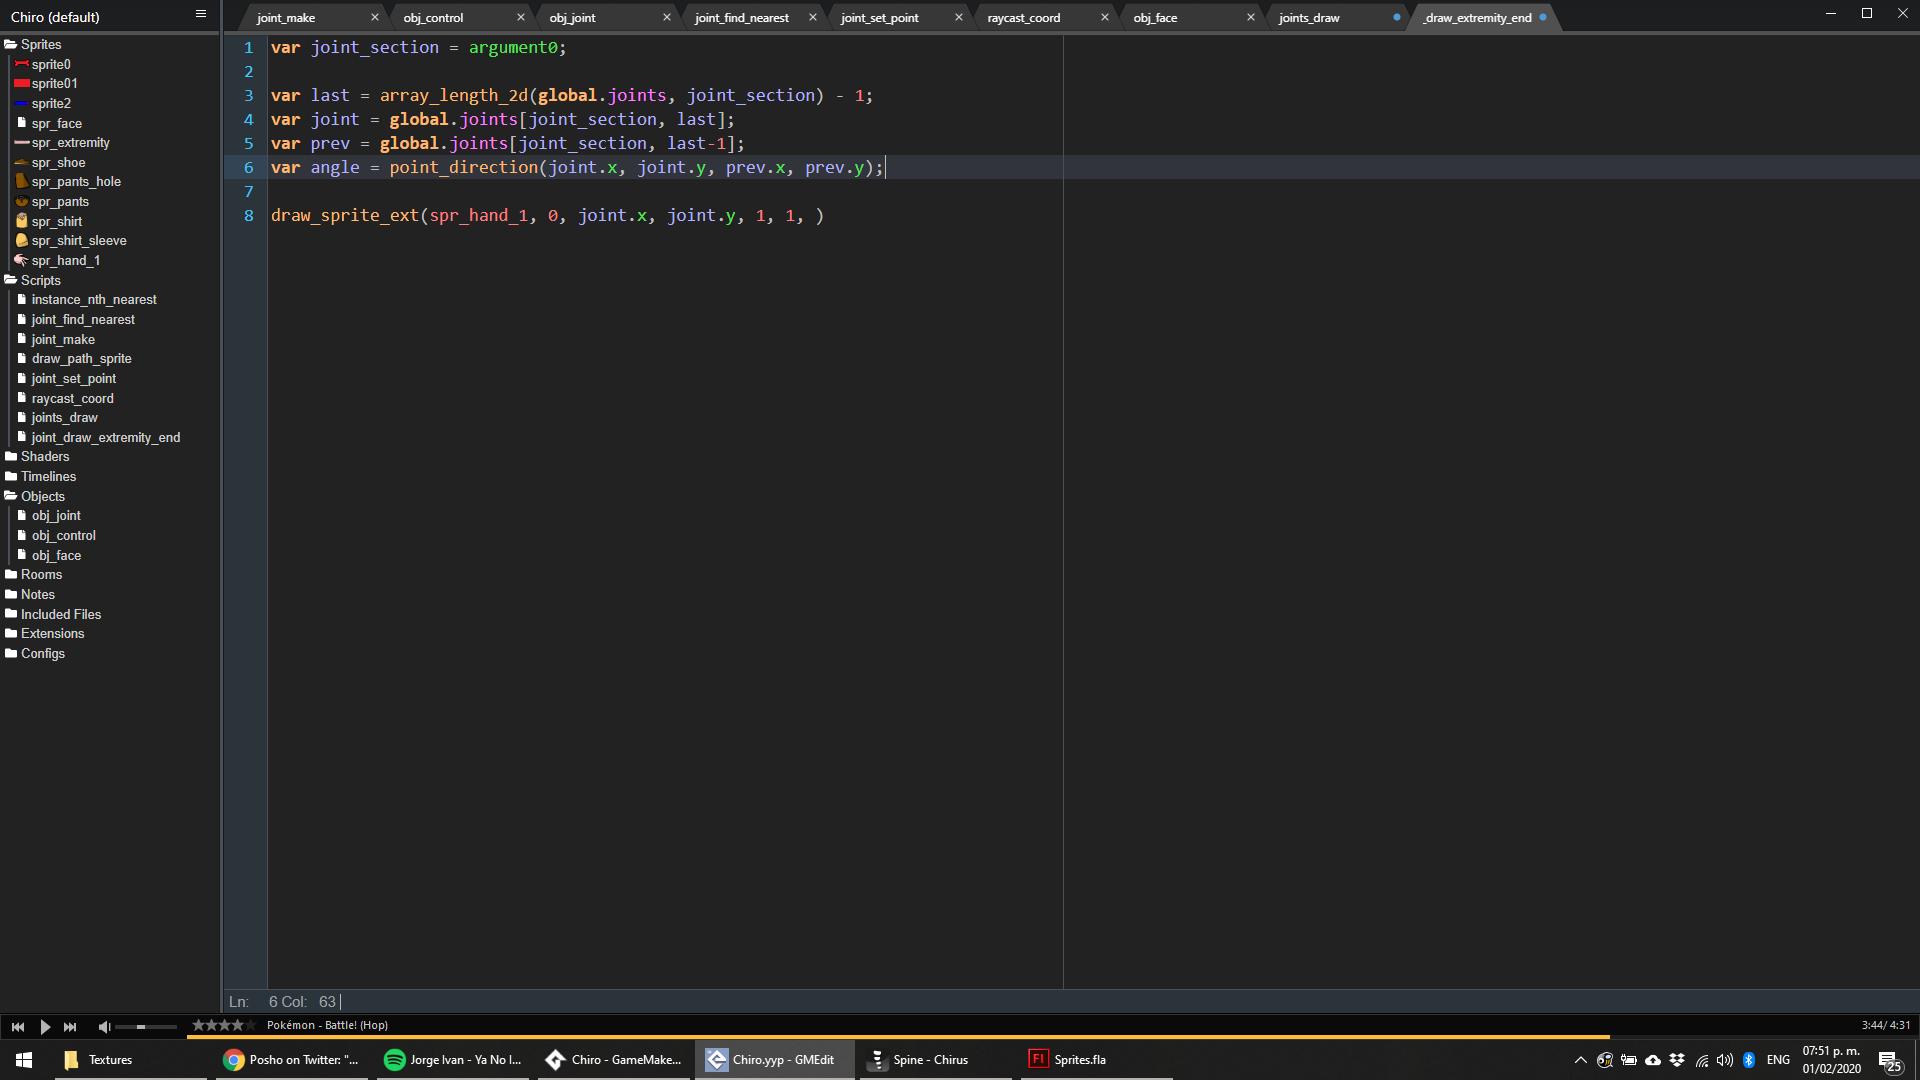 Chiro (default)
joint_make
obj_control
obj_joint
joint_find_nearest
joint_set_point
raycast_coord
obj_face
joints_draw
_draw_extremity_end
Sprites
sprite0
sprite01
sprite2
spr_face
spr_extremity
spr_shoe
spr_pants_hole
spr_pants
spr_shirt
spr_shirt_sleeve
spr_hand_1
Scripts
instance_nth_nearest
joint_find_nearest
joint_make
draw_path_sprite
joint_set_point
raycast_coord
joints_draw
joint_draw_extremity_end
Shaders
Timelines
Objects
obj_joint
obj_control
obj_face
Rooms
Notes
Included Files
Extensions
Configs
1 var joint_section = argument0;
2
3 var last = array_length_2d(global.joints, joint_section) - 1;
4 var joint = global.joints[joint_section, last];
5 var prev = global.joints[joint_section, last-1];
6 var angle = point_direction(joint.x, joint.y, prev.x, prev.y);
7
8 draw_sprite_ext(spr_hand_1, 0, joint.x, joint.y, 1, 1, )
Ln: 6 Col: 63
Pokémon - Battle! (Hop)
3:44/ 4:31
Textures
Posho on Twitter: "...
Jorge Ivan - Ya No I...
Chiro - GameMake...
Chiro.yyp - GMEdit
Spine - Chirus
Fl
Sprites.fla
ENG
07:51 p. m.
01/02/2020
25